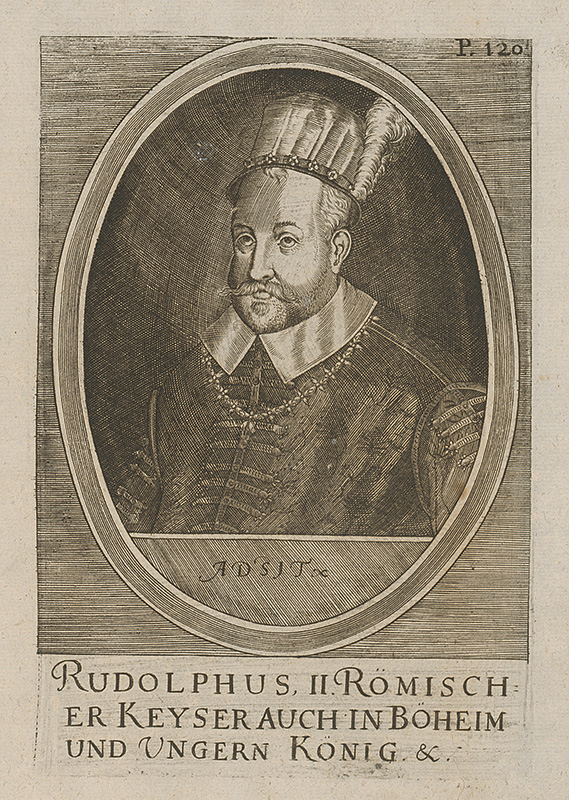 P. 120
ADSIT
RUDOLPHUS, II. RÖMISCH-
ER KEYSER AUCH IN BÖHEIM
UND UNGERN KÖNIG. &.